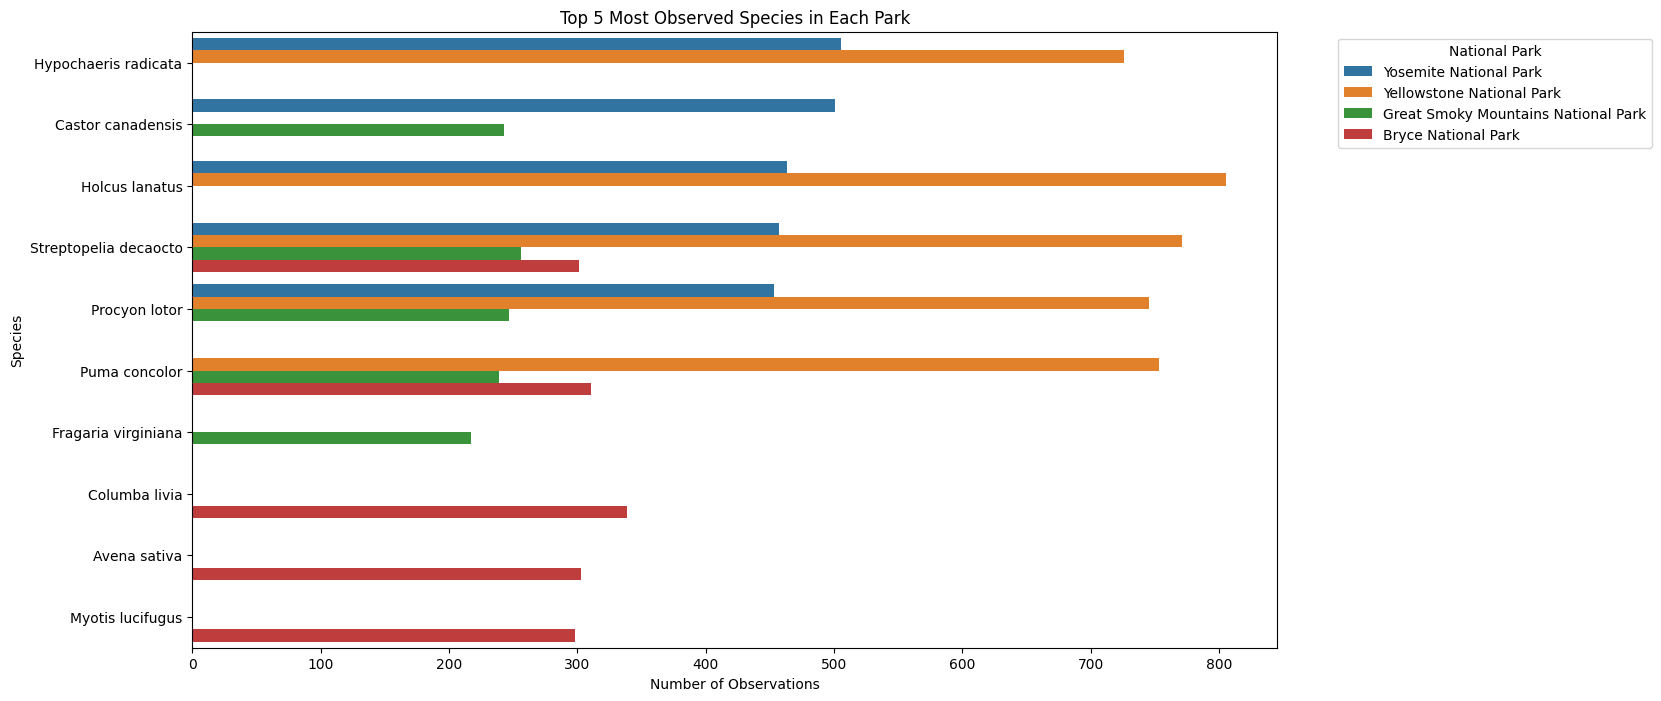 Top 5 Most Observed Species in Each Park
Species
Hypochaeris radicata
Castor canadensis
Holcus lanatus
Streptopelia decaocto
Procyon lotor
Puma concolor
Fragaria virginiana
Columba livia
Avena sativa
Myotis lucifugus
0 100 200 300 400 500 600 700 800
Number of Observations
National Park
Yosemite National Park
Yellowstone National Park
Great Smoky Mountains National Park
Bryce National Park